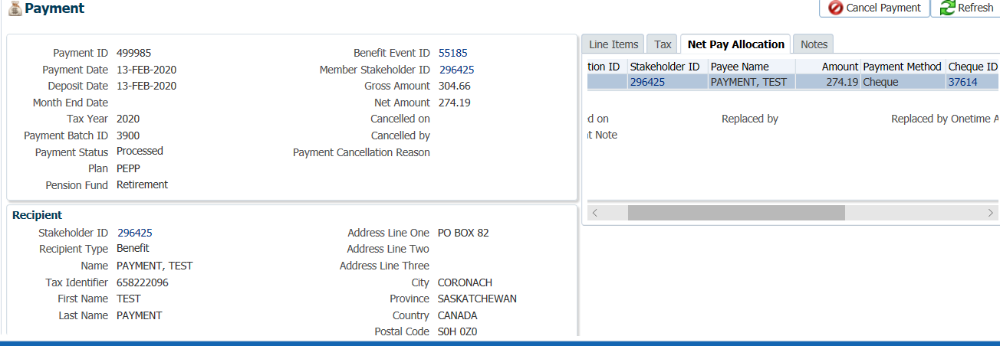 Payment
Cancel Payment
Refresh
Payment ID 499985
Payment Date 13-FEB-2020
Deposit Date 13-FEB-2020
Month End Date
Tax Year 2020
Payment Batch ID 3900
Payment Status Processed
Plan PEPP
Pension Fund Retirement
Benefit Event ID 55185
Member Stakeholder ID 296425
Gross Amount 304.66
Net Amount 274.19
Cancelled on
Cancelled by
Payment Cancellation Reason
Line Items Tax Net Pay Allocation Notes
tion ID Stakeholder ID Payee Name Amount Payment Method Cheque ID
296425 PAYMENT, TEST 274.19 Cheque 37614
d on Replaced by Replaced by Onetime A
t Note
Recipient
Stakeholder ID 296425
Recipient Type Benefit
Name PAYMENT, TEST
Tax Identifier 658222096
First Name TEST
Last Name PAYMENT
Address Line One PO BOX 82
Address Line Two
Address Line Three
City CORONACH
Province SASKATCHEWAN
Country CANADA
Postal Code S0H 0Z0